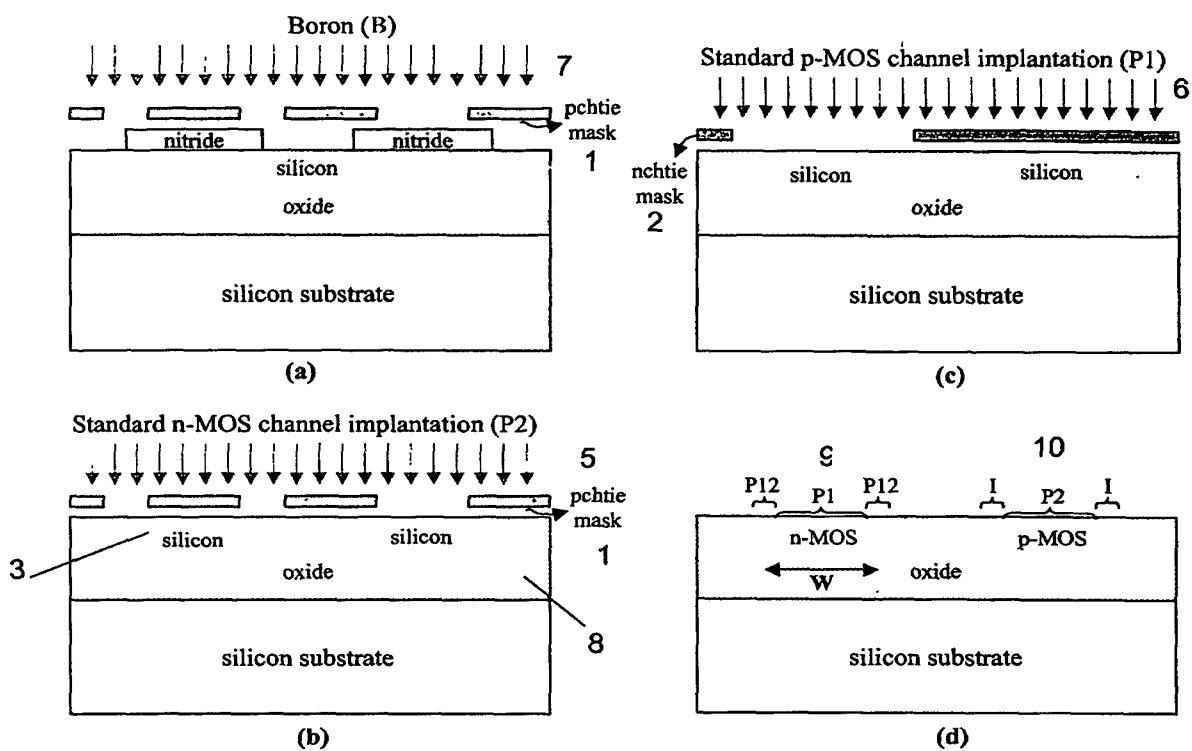 Boron (B)
7
pchtie
mask
1
nitride
nitride
silicon
oxide
silicon substrate
(a)
Standard n-MOS channel implantation (P2)
5
pchtie
mask
1
3
silicon
silicon
oxide
8
silicon substrate
(b)
Standard p-MOS channel implantation (P1)
6
nchtie
mask
2
silicon
silicon
oxide
silicon substrate
(c)
9
10
P12
P1
P12
I
P2
I
n-MOS
p-MOS
W
oxide
silicon substrate
(d)